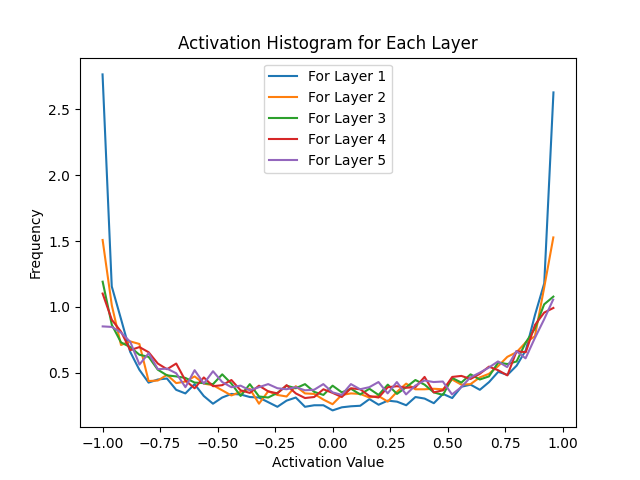 Activation Histogram for Each Layer
For Layer 1
For Layer 2
For Layer 3
For Layer 4
For Layer 5
2.5
2.0
1.5
1.0
0.5
Frequency
−1.00 −0.75 −0.50 −0.25 0.00 0.25 0.50 0.75 1.00
Activation Value